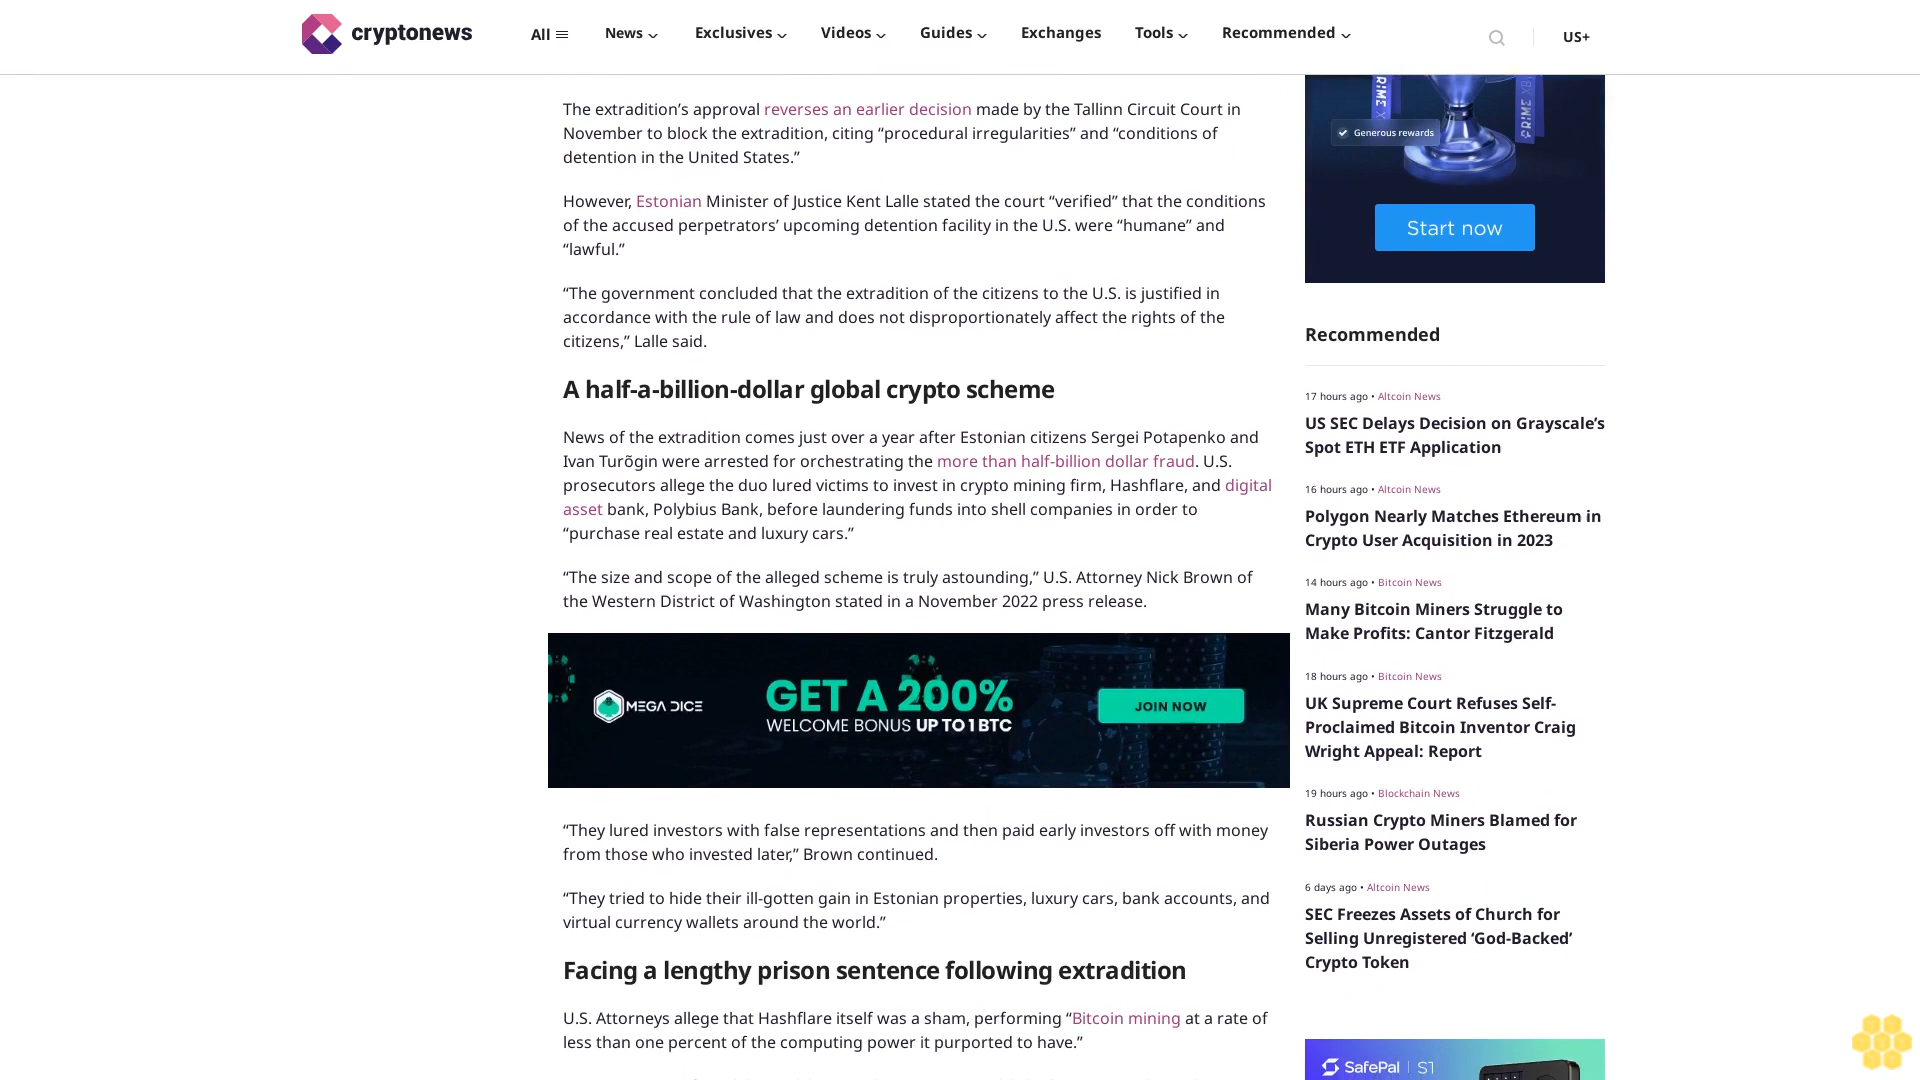 cryptonews
All
News
Exclusives
Videos
Guides
Exchanges
Tools
Recommended
US+
The extradition’s approval reverses an earlier decision made by the Tallinn Circuit Court in
November to block the extradition, citing “procedural irregularities” and “conditions of
detention in the United States.”
However, Estonian Minister of Justice Kent Lalle stated the court “verified” that the conditions
of the accused perpetrators’ upcoming detention facility in the U.S. were “humane” and
“lawful.”
“The government concluded that the extradition of the citizens to the U.S. is justified in
accordance with the rule of law and does not disproportionately affect the rights of the
citizens,” Lalle said.
A half-a-billion-dollar global crypto scheme
News of the extradition comes just over a year after Estonian citizens Sergei Potapenko and
Ivan Turõgin were arrested for orchestrating the more than half-billion dollar fraud. U.S.
prosecutors allege the duo lured victims to invest in crypto mining firm, Hashflare, and digital
asset bank, Polybius Bank, before laundering funds into shell companies in order to
“purchase real estate and luxury cars.”
“The size and scope of the alleged scheme is truly astounding,” U.S. Attorney Nick Brown of
the Western District of Washington stated in a November 2022 press release.
MEGA DICE
GET A 200%
WELCOME BONUS UP TO 1 BTC
JOIN NOW
“They lured investors with false representations and then paid early investors off with money
from those who invested later,” Brown continued.
“They tried to hide their ill-gotten gain in Estonian properties, luxury cars, bank accounts, and
virtual currency wallets around the world.”
Facing a lengthy prison sentence following extradition
U.S. Attorneys allege that Hashflare itself was a sham, performing “Bitcoin mining at a rate of
less than one percent of the computing power it purported to have.”
PRIME
PRIME XB
Generous rewards
Start now
Recommended
17 hours ago • Altcoin News
US SEC Delays Decision on Grayscale’s
Spot ETH ETF Application
16 hours ago • Altcoin News
Polygon Nearly Matches Ethereum in
Crypto User Acquisition in 2023
14 hours ago • Bitcoin News
Many Bitcoin Miners Struggle to
Make Profits: Cantor Fitzgerald
18 hours ago • Bitcoin News
UK Supreme Court Refuses Self-
Proclaimed Bitcoin Inventor Craig
Wright Appeal: Report
19 hours ago • Blockchain News
Russian Crypto Miners Blamed for
Siberia Power Outages
6 days ago • Altcoin News
SEC Freezes Assets of Church for
Selling Unregistered ‘God-Backed’
Crypto Token
SafePal S1